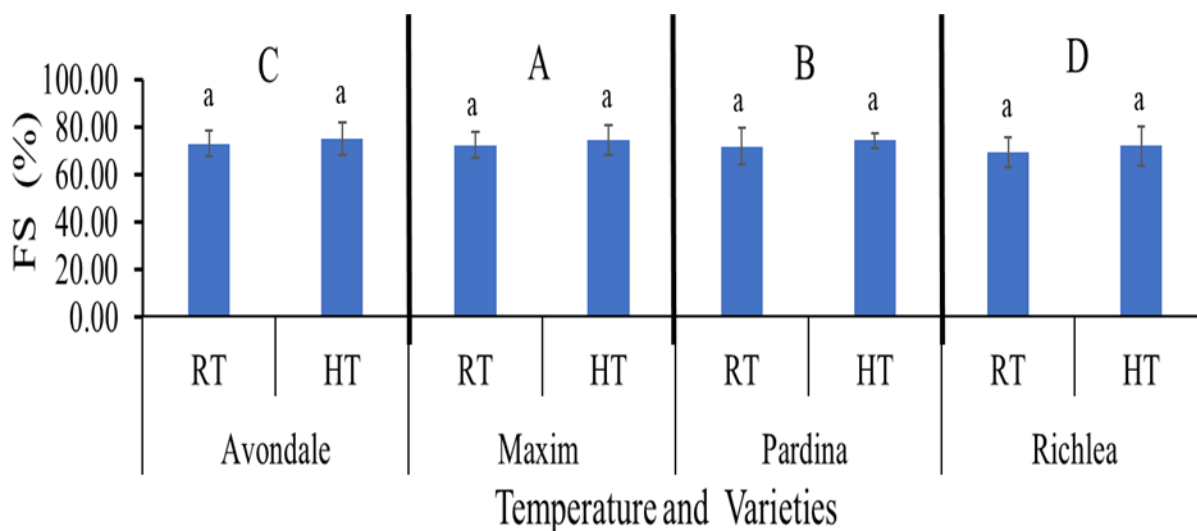 C A B D
100.00
80.00
60.00
40.00
20.00
0.00
FS (%)
a a a a a a a a
RT HT RT HT RT HT RT HT
Avondale Maxim Pardina Richlea
Temperature and Varieties